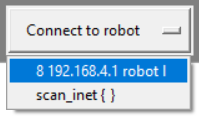 Connect to robot
8 192.168.4.1 robot I
scan_inet { }